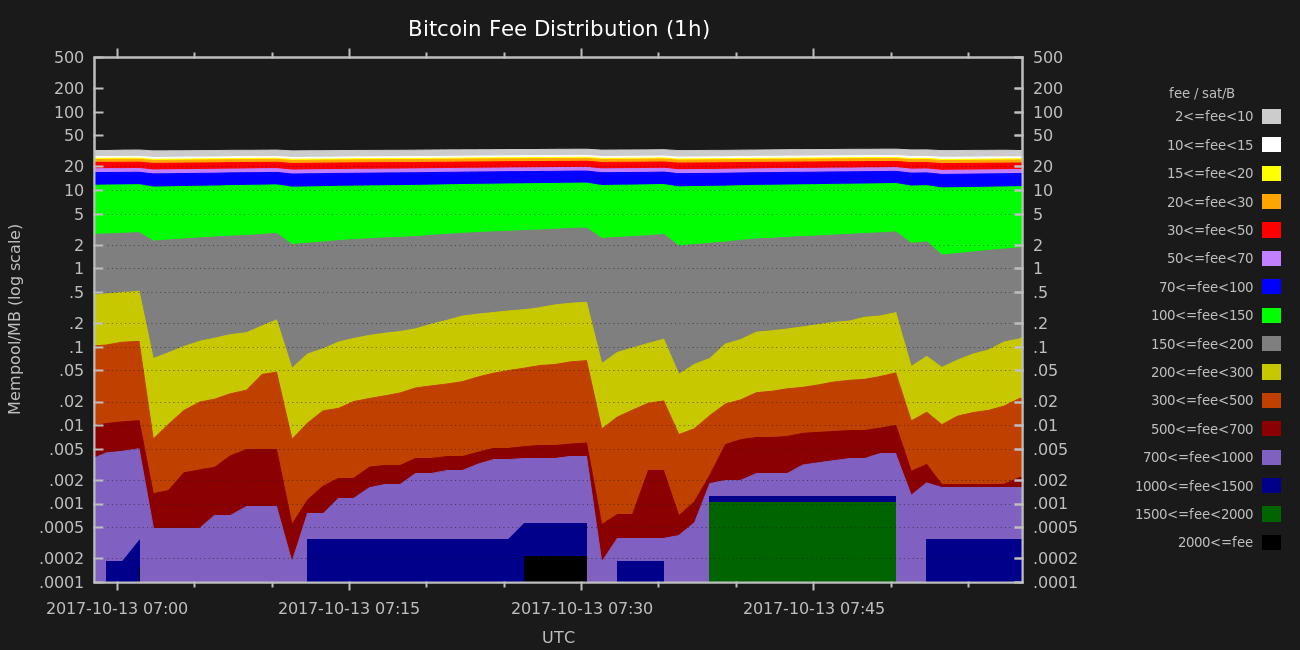 Bitcoin Fee Distribution (1h)
500 500
200 200
100 100
50 50
20 20
10 10
5 5
2 2
1 1
.5 .5
.2 .2
.1 .1
.05 .05
.02 .02
.01 .01
.005 .005
.002 .002
.001 .001
.0005 .0005
.0002 .0002
.0001 .0001
Mempool/MB (log scale)
2017-10-13 07:00 2017-10-13 07:15 2017-10-13 07:30 2017-10-13 07:45
UTC
fee / sat/B
2<=fee<10
10<=fee<15
15<=fee<20
20<=fee<30
30<=fee<50
50<=fee<70
70<=fee<100
100<=fee<150
150<=fee<200
200<=fee<300
300<=fee<500
500<=fee<700
700<=fee<1000
1000<=fee<1500
1500<=fee<2000
2000<=fee